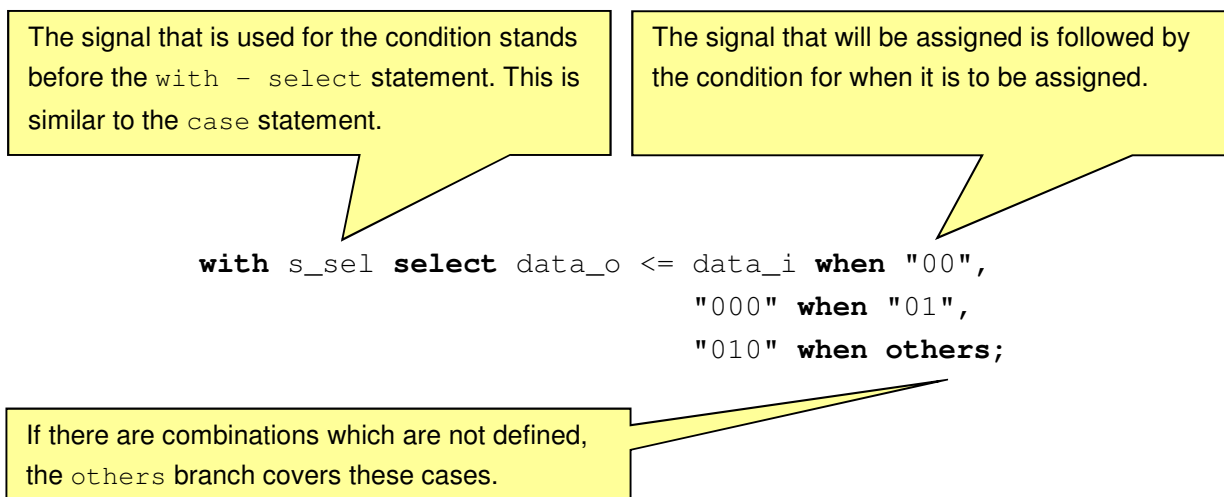 The signal that is used for the condition stands
before the with - select statement. This is
similar to the case statement.
The signal that will be assigned is followed by
the condition for when it is to be assigned.
with s_sel select data_o <= data_i when "00",
"000" when "01",
"010" when others;
If there are combinations which are not defined,
the others branch covers these cases.